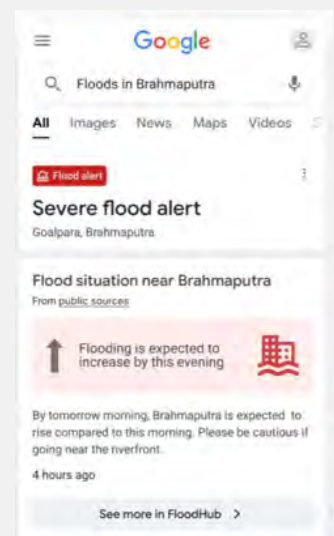 Google
Floods in Brahmaputra
All Images News Maps Videos
Flood alert
Severe flood alert
Goalpara, Brahmaputra
Flood situation near Brahmaputra
From public sources
Flooding is expected to
increase by this evening
By tomorrow morning, Brahmaputra is expected to
rise compared to this morning. Please be cautious if
going near the riverfront.
4 hours ago
See more in FloodHub >